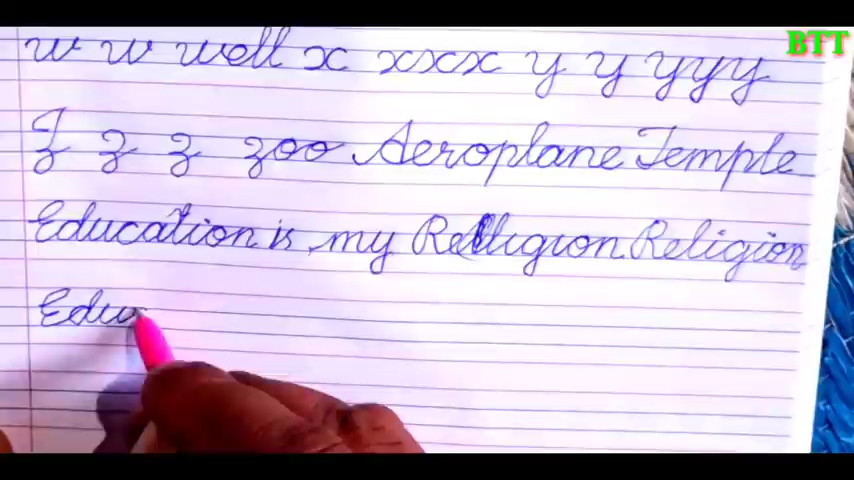 BTT
w w well x xxx y y yyy
Z z z zoo Aeroplane Temple
Education is my Religion Religion
Edu